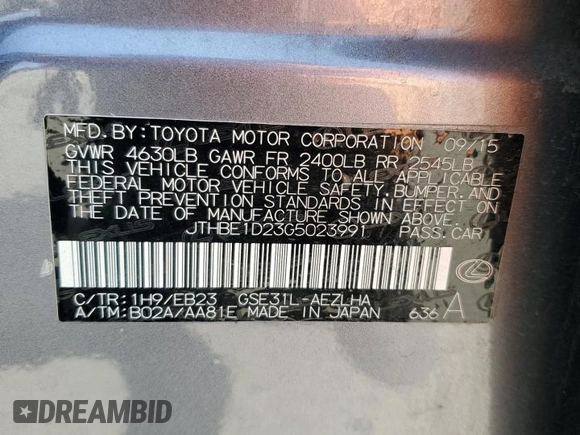 MFD. BY: TOYOTA MOTOR CORPORATION 09/15
GVWR 4630LB GAWR FR 2400LB RR 2545LB
THIS VEHICLE CONFORMS TO ALL APPLICABLE
FEDERAL MOTOR VEHICLE SAFETY, BUMPER, AND
THEFT PREVENTION STANDARDS IN EFFECT ON
THE DATE OF MANUFACTURE SHOWN ABOVE.
JTHBE1D23G5023991 PASS.CAR
C/TR: 1H9/EB23 GSE31L-AEZLHA
A/TM: B02A/AA81E MADE IN JAPAN 636 A
DREAMBID